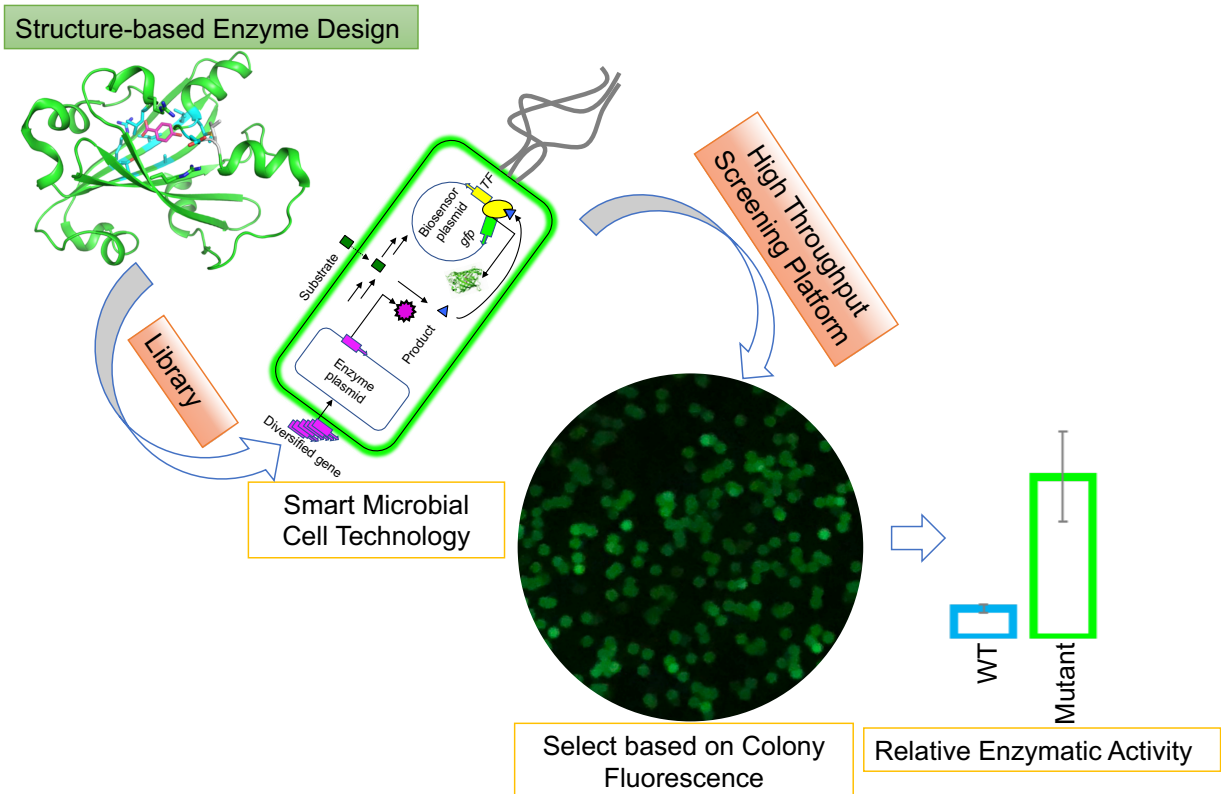 Structure-based Enzyme Design
TF
Biosensor
plasmid
gfp
Substrate
Product
Enzyme
plasmid
Diversified gene
Library
High Throughput
Screening Platform
Smart Microbial
Cell Technology
WT
Mutant
Select based on Colony
Fluorescence
Relative Enzymatic Activity